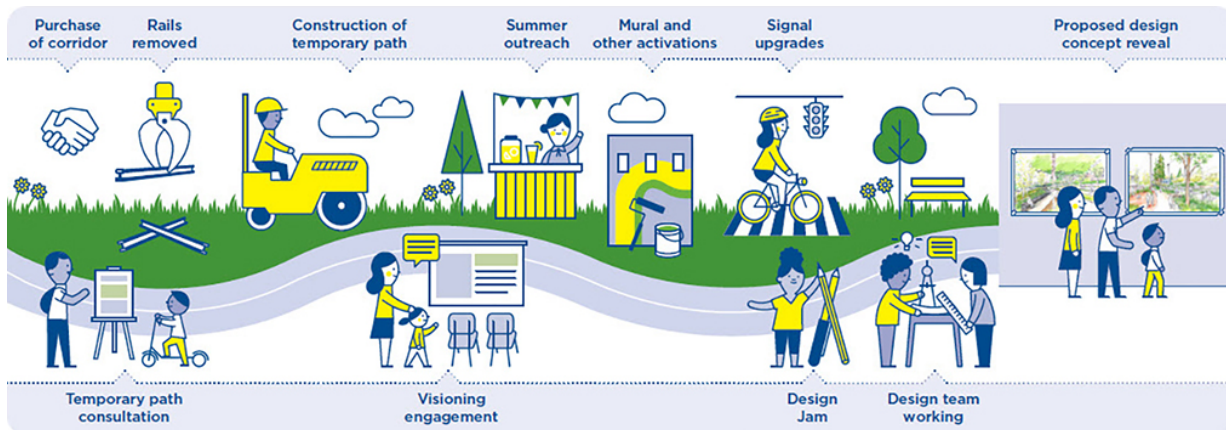 Purchase
of corridor
Rails
removed
Construction of
temporary path
Summer
outreach
Mural and
other activations
Signal
upgrades
Proposed design
concept reveal
Temporary path
consultation
Visioning
engagement
Design
Jam
Design team
working